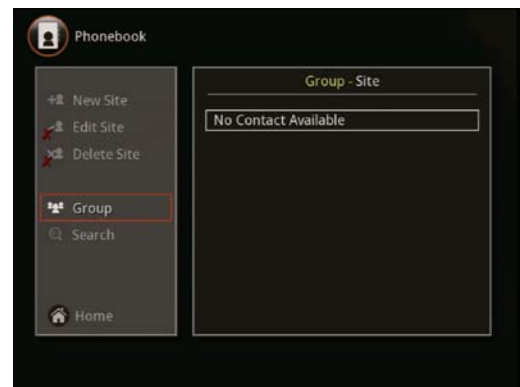 Phonebook
New Site
Edit Site
Delete Site
Group
Search
Home
Group - Site
No Contact Available